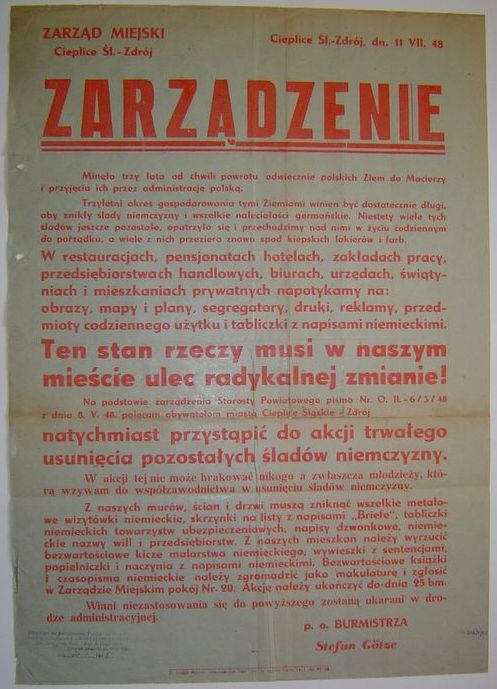 ZARZĄD MIEJSKI
Cieplice Śl.-Zdrój
Cieplice Śl.-Zdrój, dn. 11 VII. 48
ZARZĄDZENIE
Minęło trzy lata od chwili powrotu odwiecznie polskich Ziem do Macierzy
i przyjęcia ich przez administrację polską.
Trzyletni okres gospodarowania tymi Ziemiami winien być dostatecznie długi,
aby znikły ślady niemczyzny i wszelkie naleciałości germańskie. Niestety wiele tych
śladów jeszcze pozostało, opatrzyło się i przechodzimy nad nimi w życiu codziennym
do porządku, a wiele z nich przeziera znowu spod kiepskich lakierów i farb.
W restauracjach, pensjonatach hotelach, zakładach pracy,
przedsiębiorstwach handlowych, biurach, urzędach, świąty-
niach i mieszkaniach prywatnych napotykamy na:
obrazy, mapy i plany, segregatory, druki, reklamy, przed-
mioty codziennego użytku i tabliczki z napisami niemieckimi.
Ten stan rzeczy musi w naszym
mieście ulec radykalnej zmianie!
Na podstawie zarządzenia Starosty Powiatowego pismo Nr. O. II.-6/3/48
z dnia 8. V. 48. polecam obywatelom miasta Cieplice Śląskie - Zdrój
natychmiast przystąpić do akcji trwałego
usunięcia pozostałych śladów niemczyzny.
W akcji tej nie może brakować nikogo a zwłaszcza młodzieży, któ-
rą wzywam do współzawodnictwa w usunięciu śladów niemczyzny.
Z naszych murów, ścian i drzwi muszą zniknąć wszelkie metalo-
we wizytówki niemieckie, skrzynki na listy z napisami „Briefe", tabliczki
niemieckich towarzystw ubezpieczeniowych, napisy dzwonkowe, niemie-
ckie nazwy will i przedsiębiorstw. Z naszych mieszkań należy wyrzucić
bezwartościowe kicze malarstwa niemieckiego, wywieszki z sentencjami,
popielniczki i naczynia z napisami niemieckimi. Bezwartościowe książki
i czasopisma niemieckie należy zgromadzić jako makulaturę i zgłosić
w Zarządzie Miejskim pokój Nr. 20. Akcję należy ukończyć do-dnia 25 bm.
Winni niezastosowania się do powyższego zostaną ukarani w dro-
dze administracyjnej.
p. o. BURMISTRZA
Stefan Götze